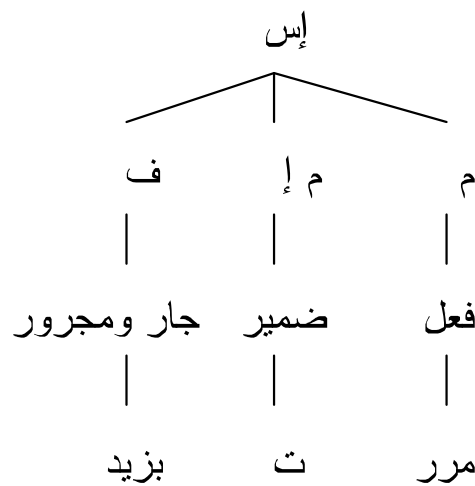 إس
م م إ ف
فعل ضمير جار ومجرور
مرر ت بزيد